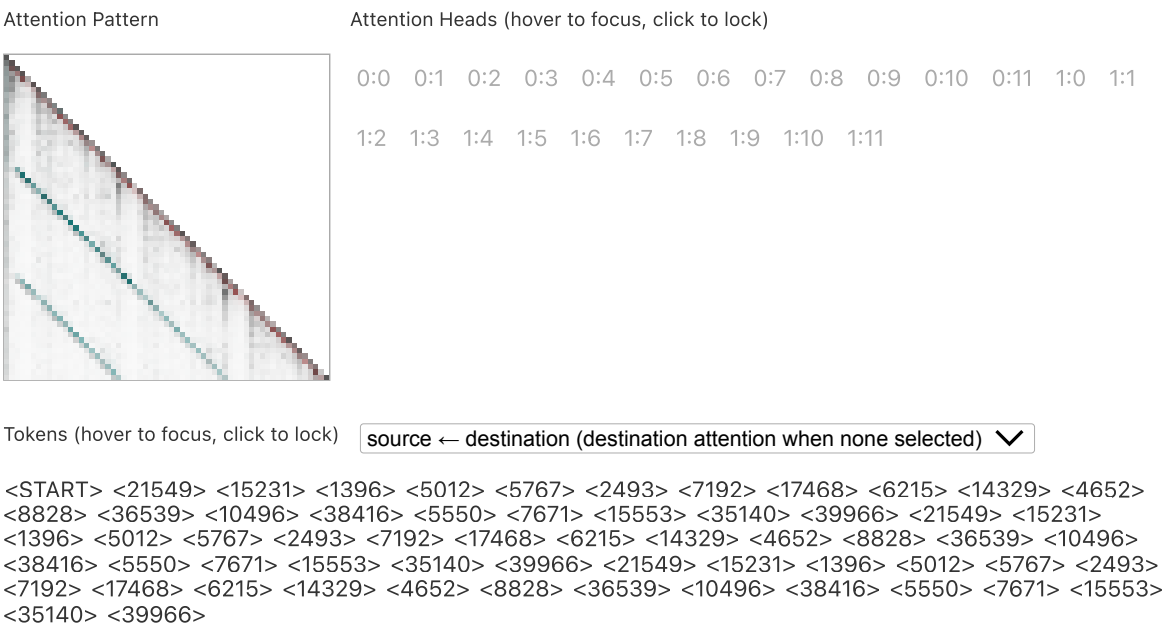 Attention Pattern
Attention Heads (hover to focus, click to lock)
0:0 0:1 0:2 0:3 0:4 0:5 0:6 0:7 0:8 0:9 0:10 0:11 1:0 1:1
1:2 1:3 1:4 1:5 1:6 1:7 1:8 1:9 1:10 1:11
Tokens (hover to focus, click to lock)
source ← destination (destination attention when none selected)
<START> <21549> <15231> <1396> <5012> <5767> <2493> <7192> <17468> <6215> <14329> <4652>
<8828> <36539> <10496> <38416> <5550> <7671> <15553> <35140> <39966> <21549> <15231>
<1396> <5012> <5767> <2493> <7192> <17468> <6215> <14329> <4652> <8828> <36539> <10496>
<38416> <5550> <7671> <15553> <35140> <39966> <21549> <15231> <1396> <5012> <5767> <2493>
<7192> <17468> <6215> <14329> <4652> <8828> <36539> <10496> <38416> <5550> <7671> <15553>
<35140> <39966>